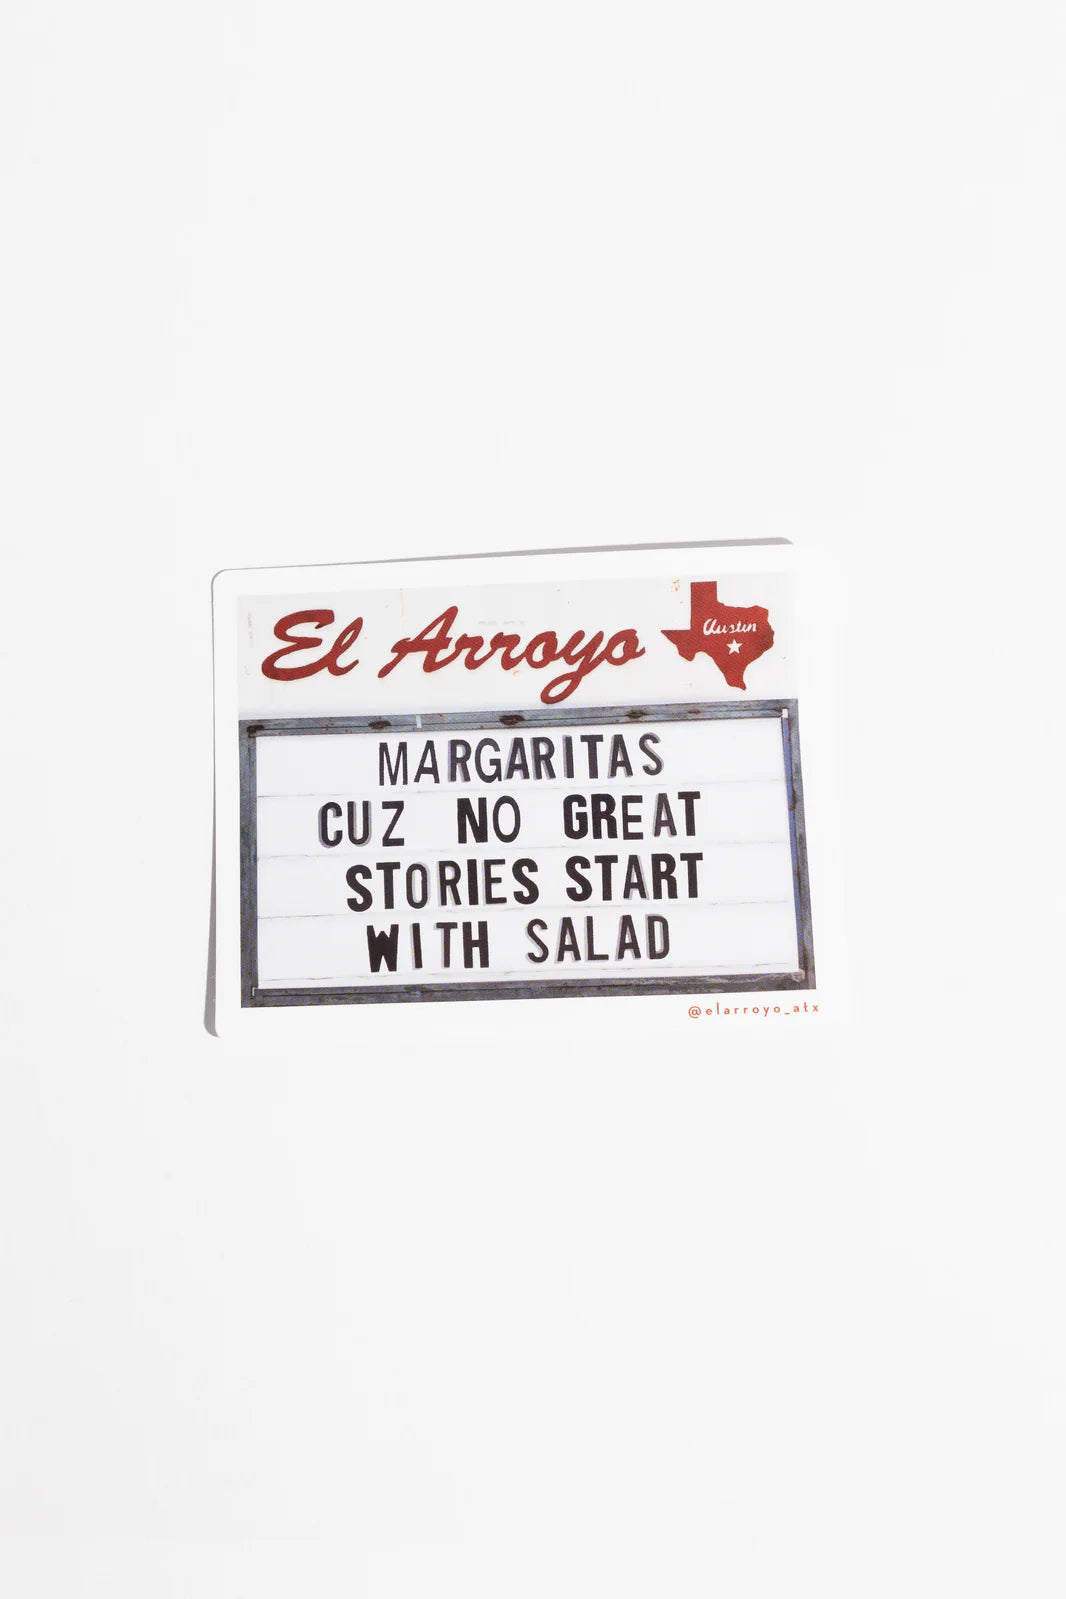 El Arroyo
Austin
MARGARITAS
CUZ NO GREAT
STORIES START
WITH SALAD
@elarroyo_atx